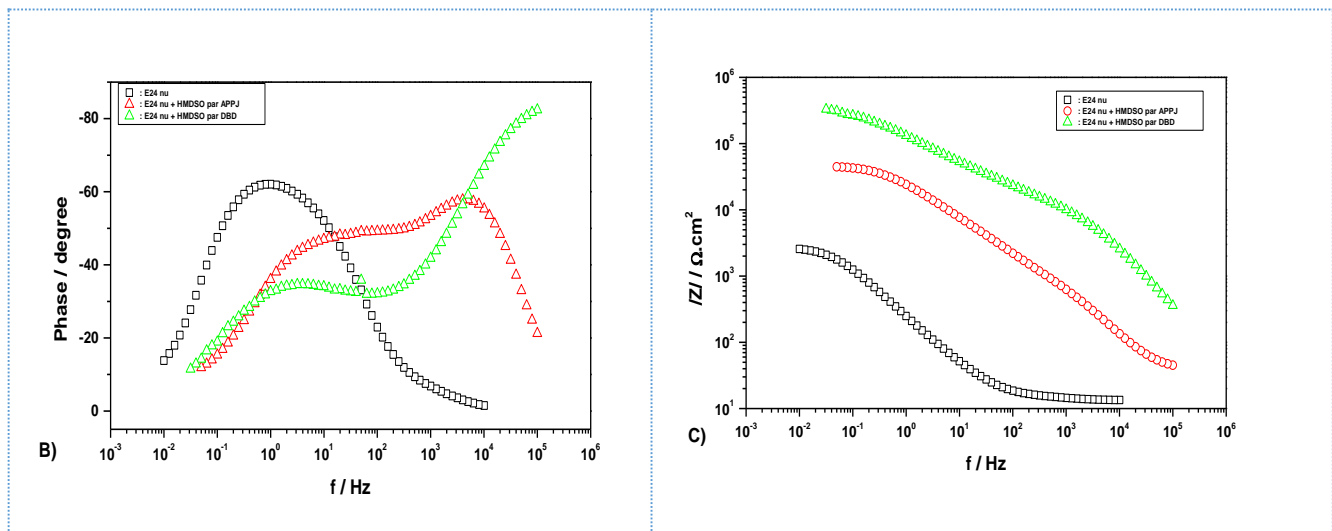 : E24 nu
: E24 nu + HMDSO par APPJ
: E24 nu + HMDSO par DBD
Phase / degree
-80
-60
-40
-20
0
10-3 10-2 10-1 100 101 102 103 104 105 106
f / Hz
B)
: E24 nu
: E24 nu + HMDSO par APPJ
: E24 nu + HMDSO par DBD
/Z/ / Ω.cm2
106
105
104
103
102
101
10-3 10-2 10-1 100 101 102 103 104 105 106
f / Hz
C)